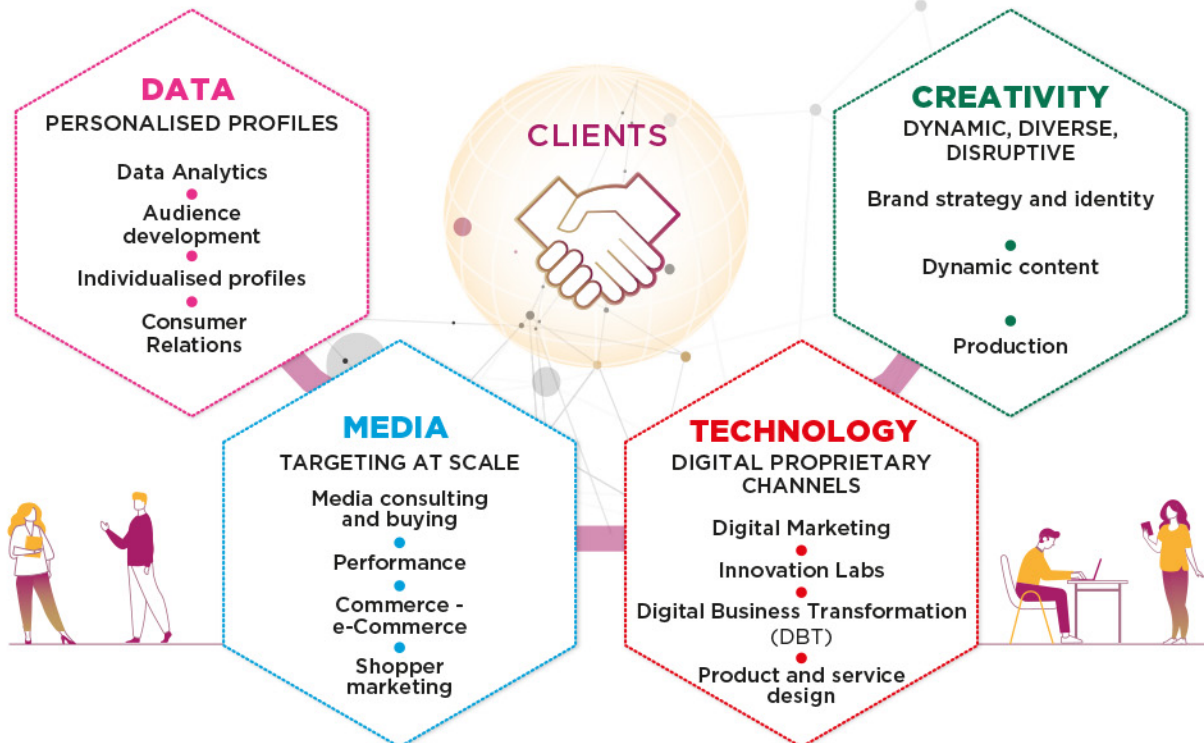 DATA
PERSONALISED PROFILES
Data Analytics
Audience
development
Individualised profiles
Consumer
Relations
CLIENTS
CREATIVITY
DYNAMIC, DIVERSE,
DISRUPTIVE
Brand strategy and identity
Dynamic content
Production
MEDIA
TARGETING AT SCALE
Media consulting
and buying
Performance
Commerce -
e-Commerce
Shopper
marketing
TECHNOLOGY
DIGITAL PROPRIETARY
CHANNELS
Digital Marketing
Innovation Labs
Digital Business Transformation
(DBT)
Product and service
design